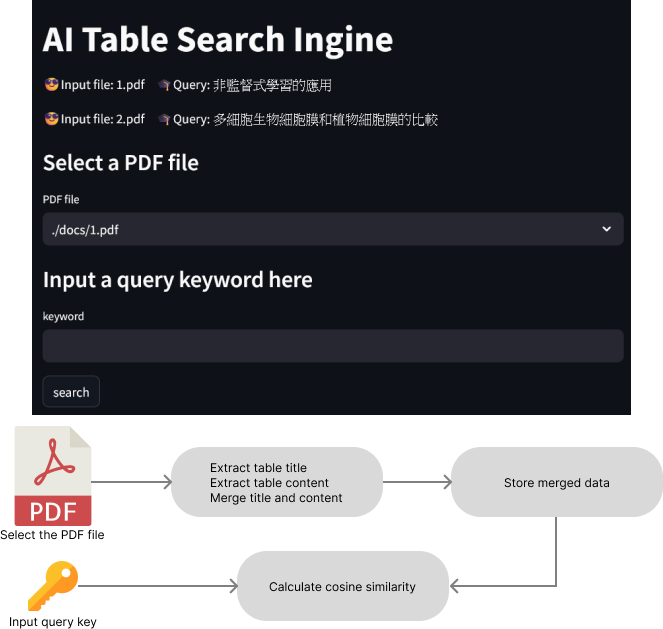 AI Table Search Ingine
😎Input file: 1.pdf 🎓Query: 非監督式學習的應用
😎Input file: 2.pdf 🎓Query: 多細胞生物細胞膜和植物細胞膜的比較
Select a PDF file
PDF file
./docs/1.pdf
Input a query keyword here
keyword
search
PDF
Select the PDF file
Extract table title
Extract table content
Merge title and content
Store merged data
Input query key
Calculate cosine similarity